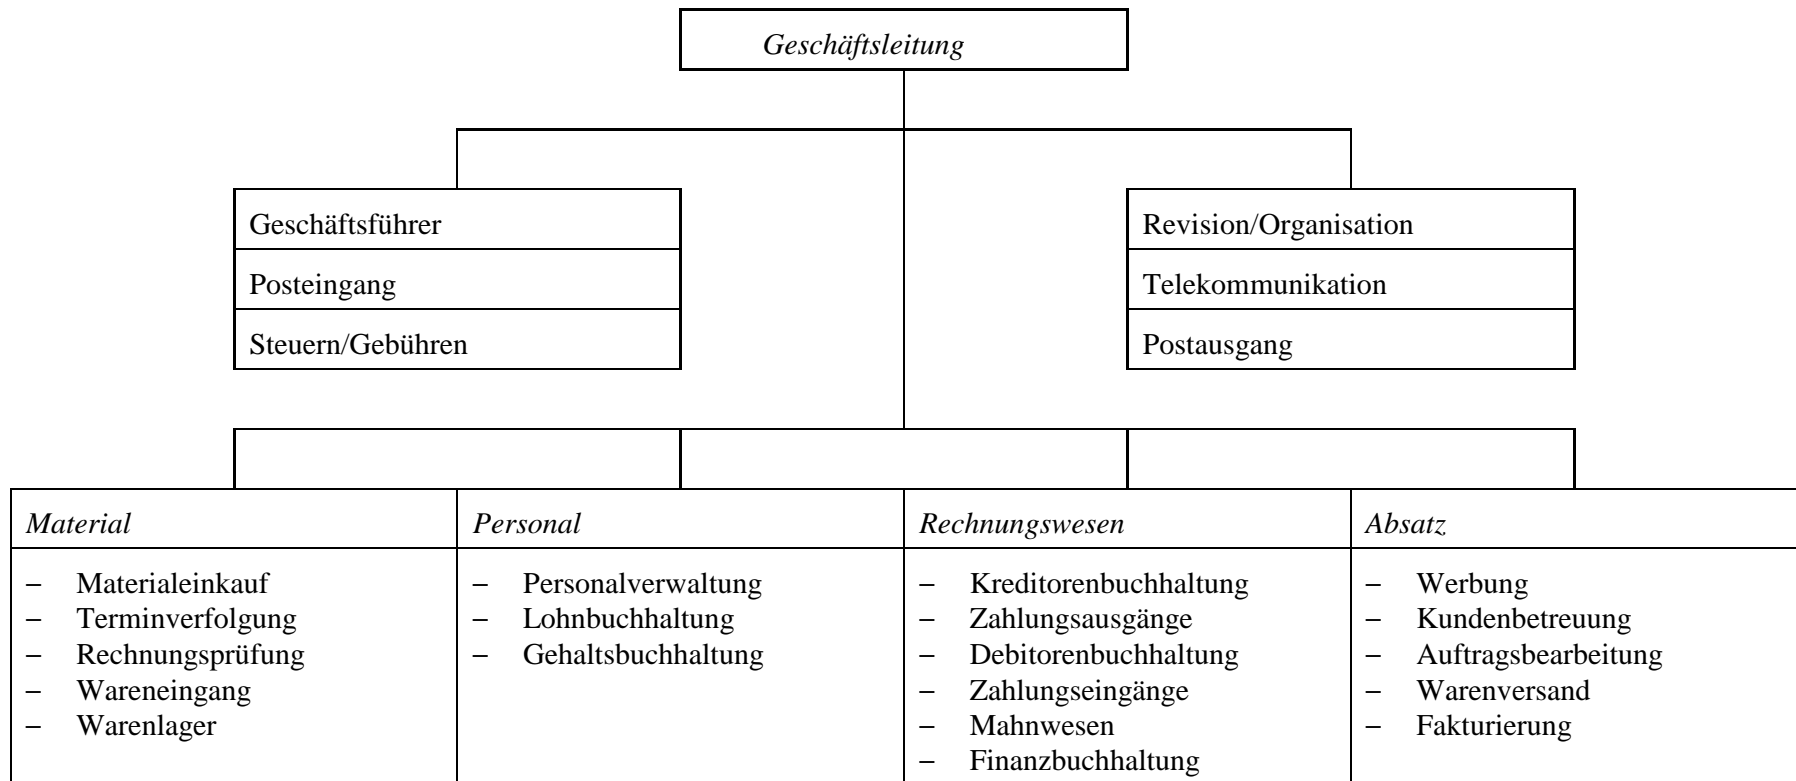 Geschäftsleitung
Geschäftsführer
Posteingang
Steuern/Gebühren
Revision/Organisation
Telekommunikation
Postausgang
Material
– Materialeinkauf
– Terminverfolgung
– Rechnungsprüfung
– Wareneingang
– Warenlager
Personal
– Personalverwaltung
– Lohnbuchhaltung
– Gehaltsbuchhaltung
Rechnungswesen
– Kreditorenbuchhaltung
– Zahlungsausgänge
– Debitorenbuchhaltung
– Zahlungseingänge
– Mahnwesen
– Finanzbuchhaltung
Absatz
– Werbung
– Kundenbetreuung
– Auftragsbearbeitung
– Warenversand
– Fakturierung